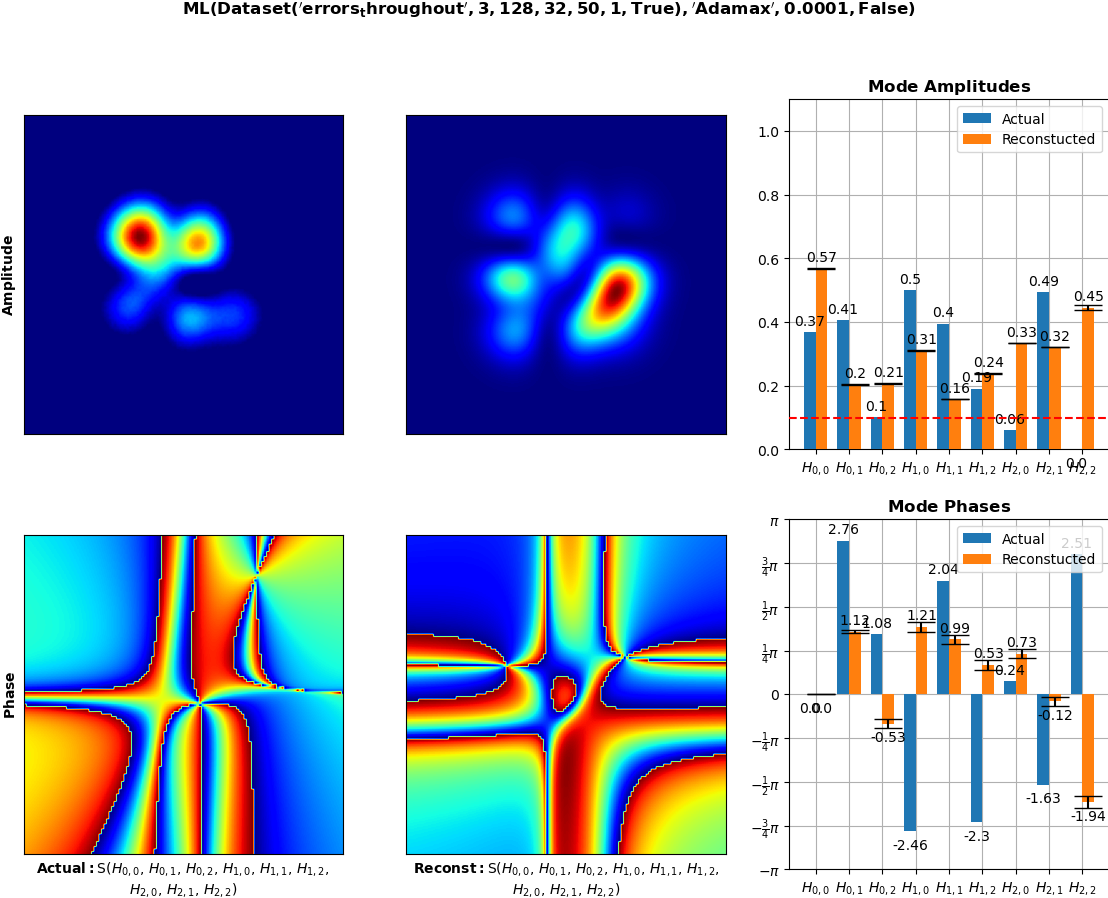 ML(Dataset('errors_throughout', 3, 128, 32, 50, 1, True), 'Adamax', 0.0001, False)
Amplitude
Mode Amplitudes
Actual
Reconstucted
1.0
0.8
0.6
0.4
0.2
0.0
0.37
0.57
0.41
0.2
0.1
0.21
0.5
0.31
0.4
0.16
0.19
0.24
0.06
0.33
0.49
0.32
0.0
0.45
H0,0 H0,1 H0,2 H1,0 H1,1 H1,2 H2,0 H2,1 H2,2
Phase
Actual: S(H0,0, H0,1, H0,2, H1,0, H1,1, H1,2,
H2,0, H2,1, H2,2)
Reconst: S(H0,0, H0,1, H0,2, H1,0, H1,1, H1,2,
H2,0, H2,1, H2,2)
Mode Phases
Actual
Reconstucted
π
3/4π
1/2π
1/4π
0
−1/4π
−1/2π
−3/4π
−π
0.0
0.0
2.76
1.12
1.08
-0.53
-2.46
1.21
2.04
0.99
-2.3
0.53
0.24
0.73
-1.63
-0.12
2.51
-1.94
H0,0 H0,1 H0,2 H1,0 H1,1 H1,2 H2,0 H2,1 H2,2